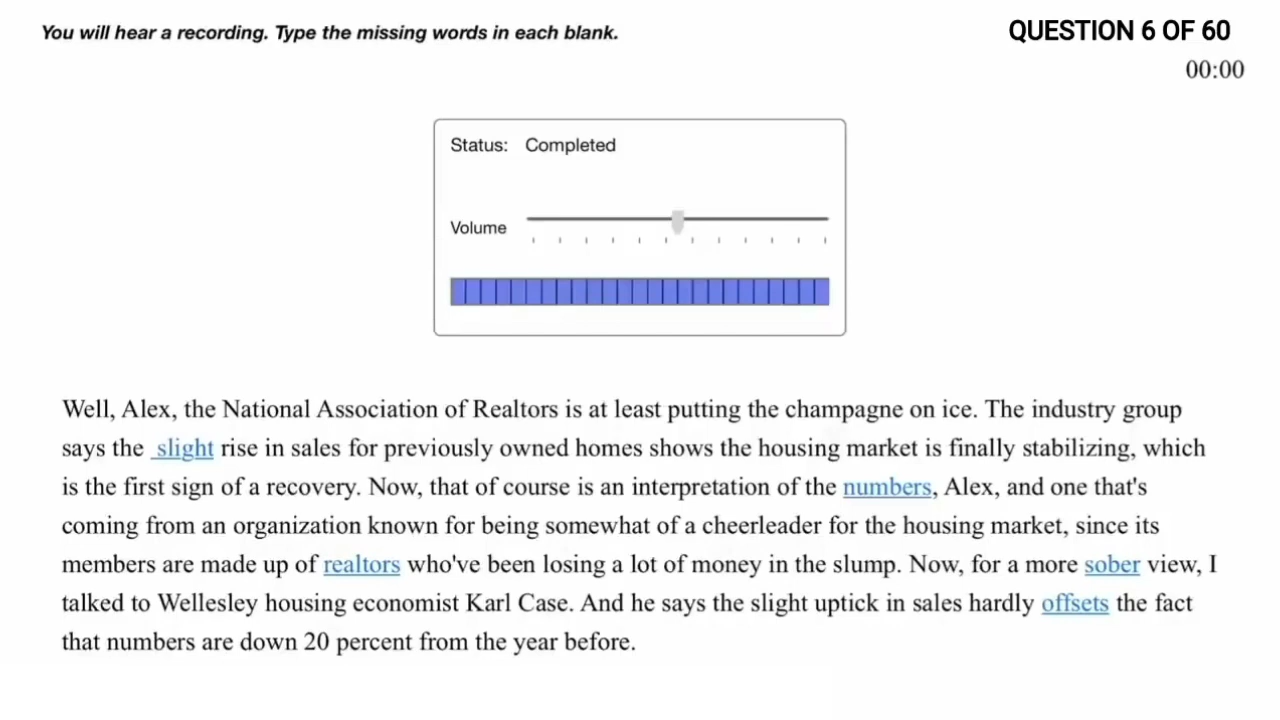 You will hear a recording. Type the missing words in each blank.
QUESTION 6 OF 60
00:00
Status: Completed
Volume
Well, Alex, the National Association of Realtors is at least putting the champagne on ice. The industry group
says the slight rise in sales for previously owned homes shows the housing market is finally stabilizing, which
is the first sign of a recovery. Now, that of course is an interpretation of the numbers, Alex, and one that's
coming from an organization known for being somewhat of a cheerleader for the housing market, since its
members are made up of realtors who've been losing a lot of money in the slump. Now, for a more sober view, I
talked to Wellesley housing economist Karl Case. And he says the slight uptick in sales hardly offsets the fact
that numbers are down 20 percent from the year before.